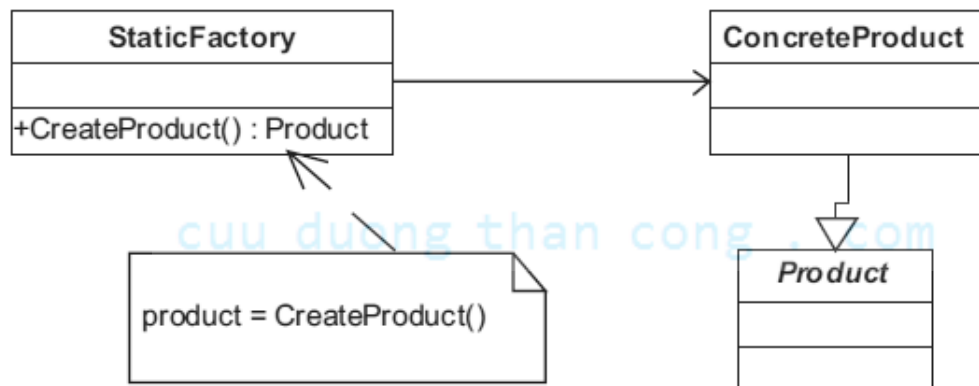 StaticFactory
ConcreteProduct
+CreateProduct() : Product
cuu duong than cong . com
Product
product = CreateProduct()